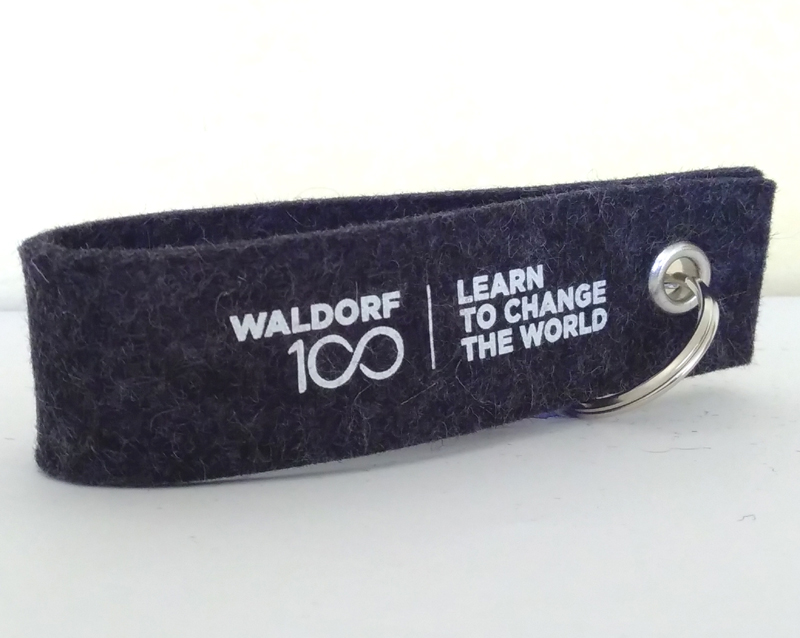 WALDORF
100
LEARN
TO CHANGE
THE WORLD